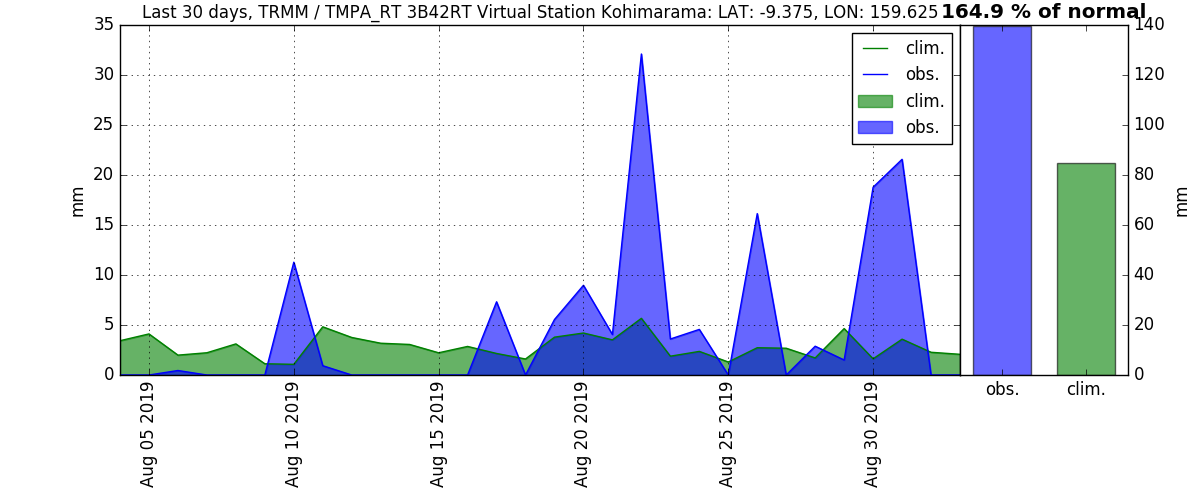 Last 30 days, TRMM / TMPA_RT 3B42RT Virtual Station Kohimarama: LAT: -9.375, LON: 159.625
164.9 % of normal
35
30
25
20
15
10
5
0
mm
clim.
obs.
clim.
obs.
140
120
100
80
60
40
20
0
mm
obs.
clim.
Aug 05 2019
Aug 10 2019
Aug 15 2019
Aug 20 2019
Aug 25 2019
Aug 30 2019